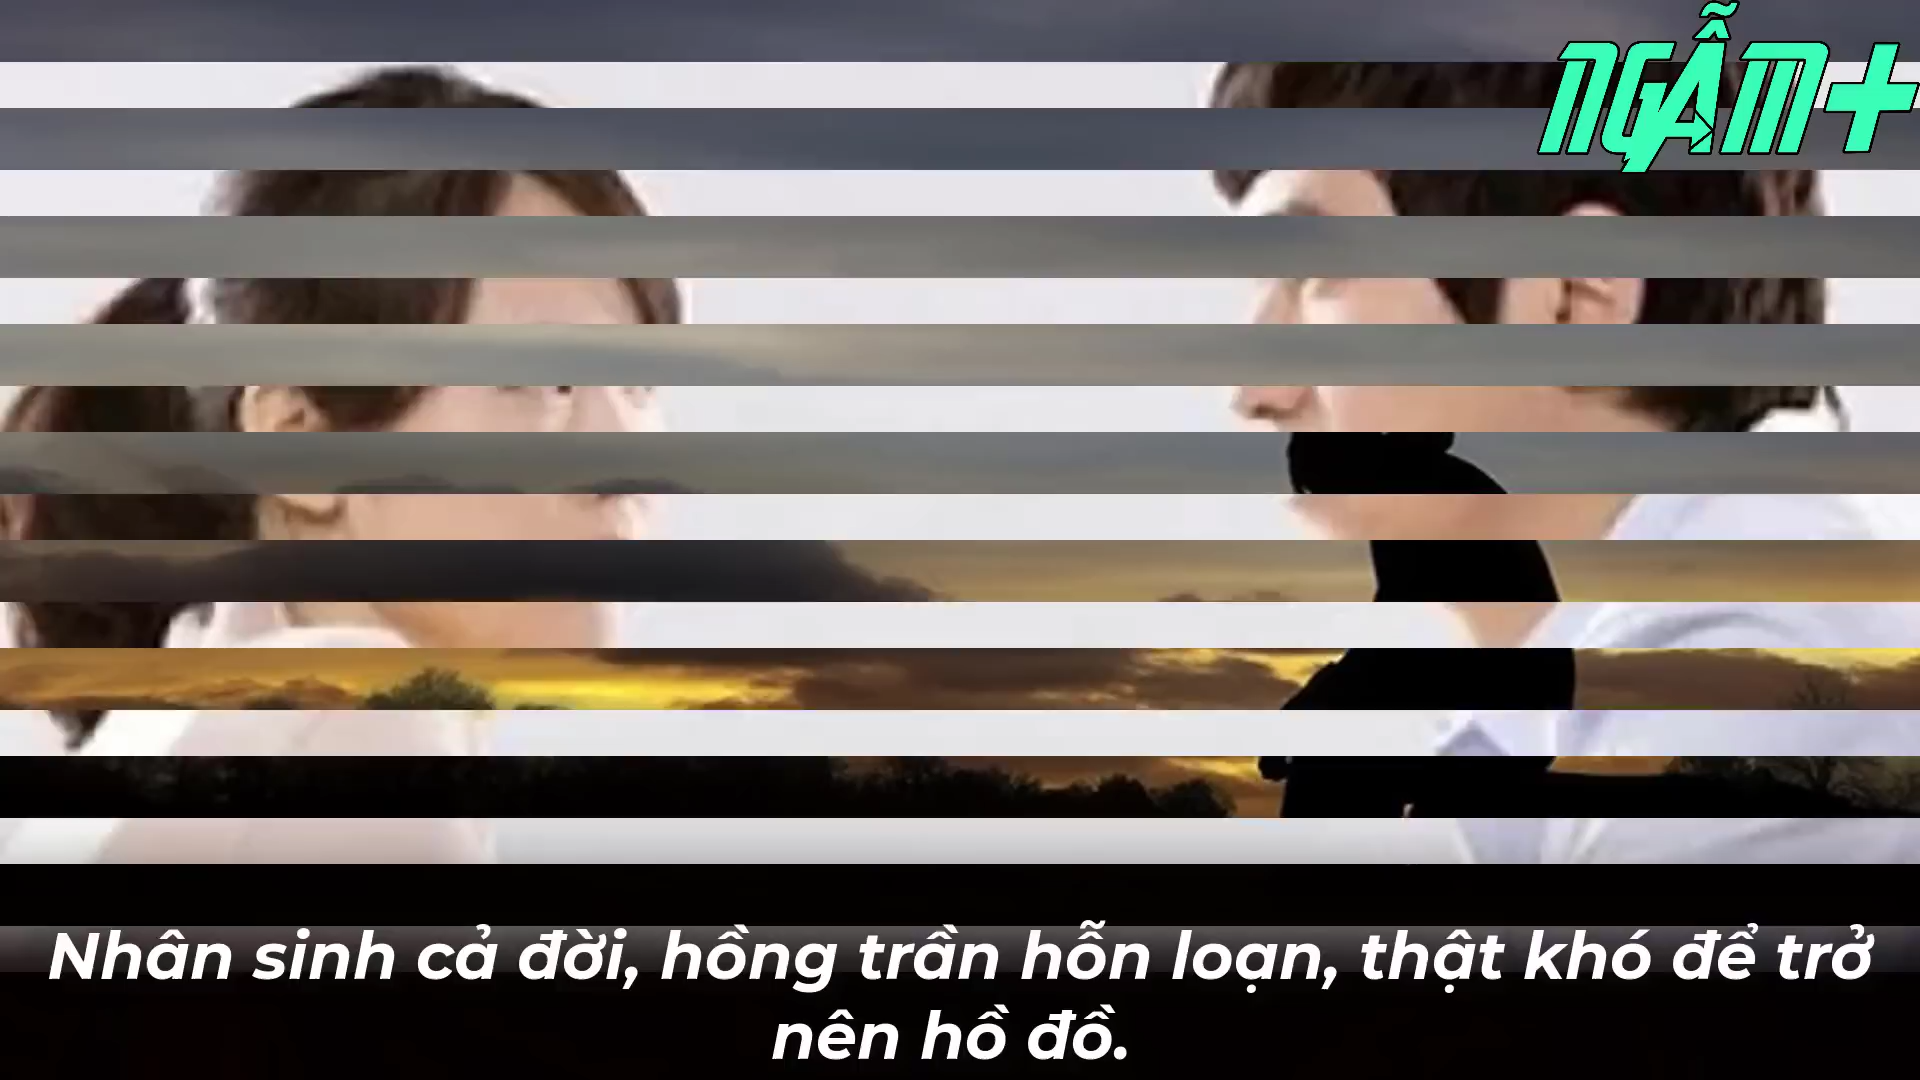 NGẪM+
Nhân sinh cả đời, hồng trần hỗn loạn, thật khó để trở
nên hồ đồ.